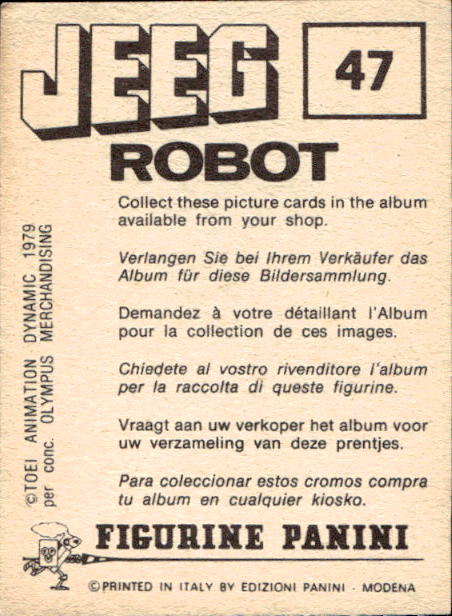 JEEG
47
ROBOT
Collect these picture cards in the album
available from your shop.
Verlangen Sie bei Ihrem Verkäufer das
Album für diese Bildersammlung.
Demandez à votre détaillant l'Album
pour la collection de ces images.
Chiedete al vostro rivenditore l'album
per la raccolta di queste figurine.
Vraagt aan uw verkoper het album voor
uw verzameling van deze prentjes.
Para coleccionar estos cromos compra
tu album en cualquier kiosko.
©TOEI ANIMATION DYNAMIC 1979
per conc. OLYMPUS MERCHANDISING
FIGURINE PANINI
©PRINTED IN ITALY BY EDIZIONI PANINI - MODENA